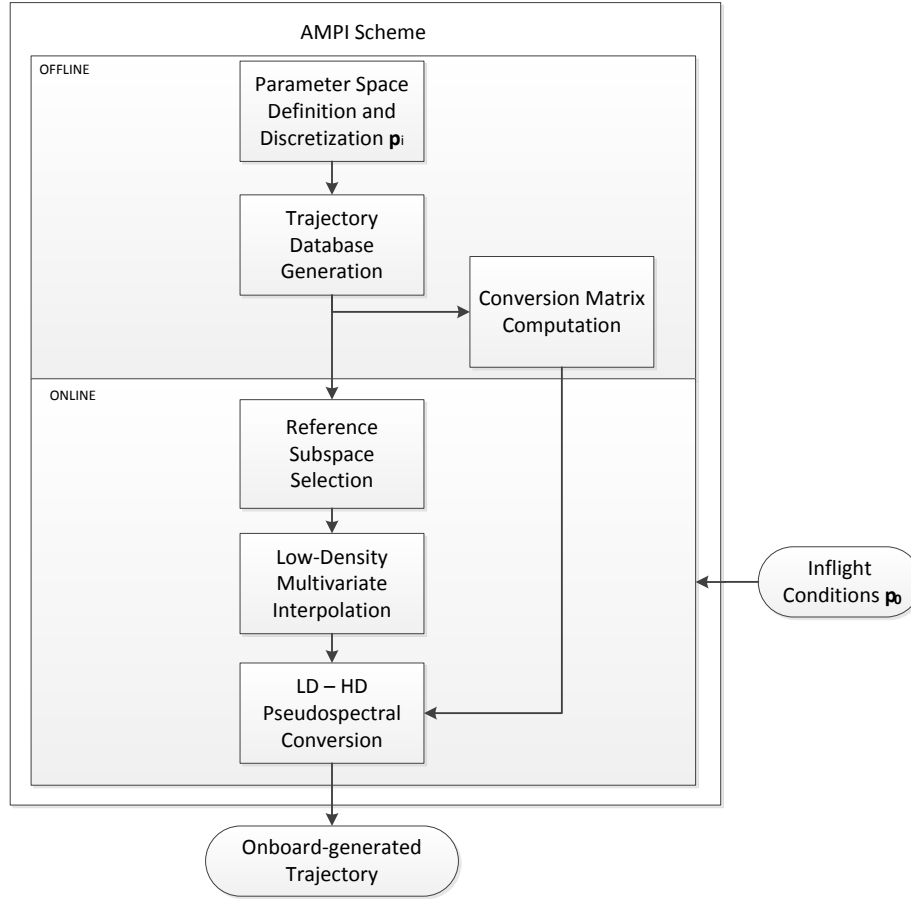 AMPI Scheme
OFFLINE
Parameter Space
Definition and
Discretization pi
Trajectory
Database
Generation
Conversion Matrix
Computation
ONLINE
Reference
Subspace
Selection
Low-Density
Multivariate
Interpolation
Inflight
Conditions p0
LD – HD
Pseudospectral
Conversion
Onboard-generated
Trajectory